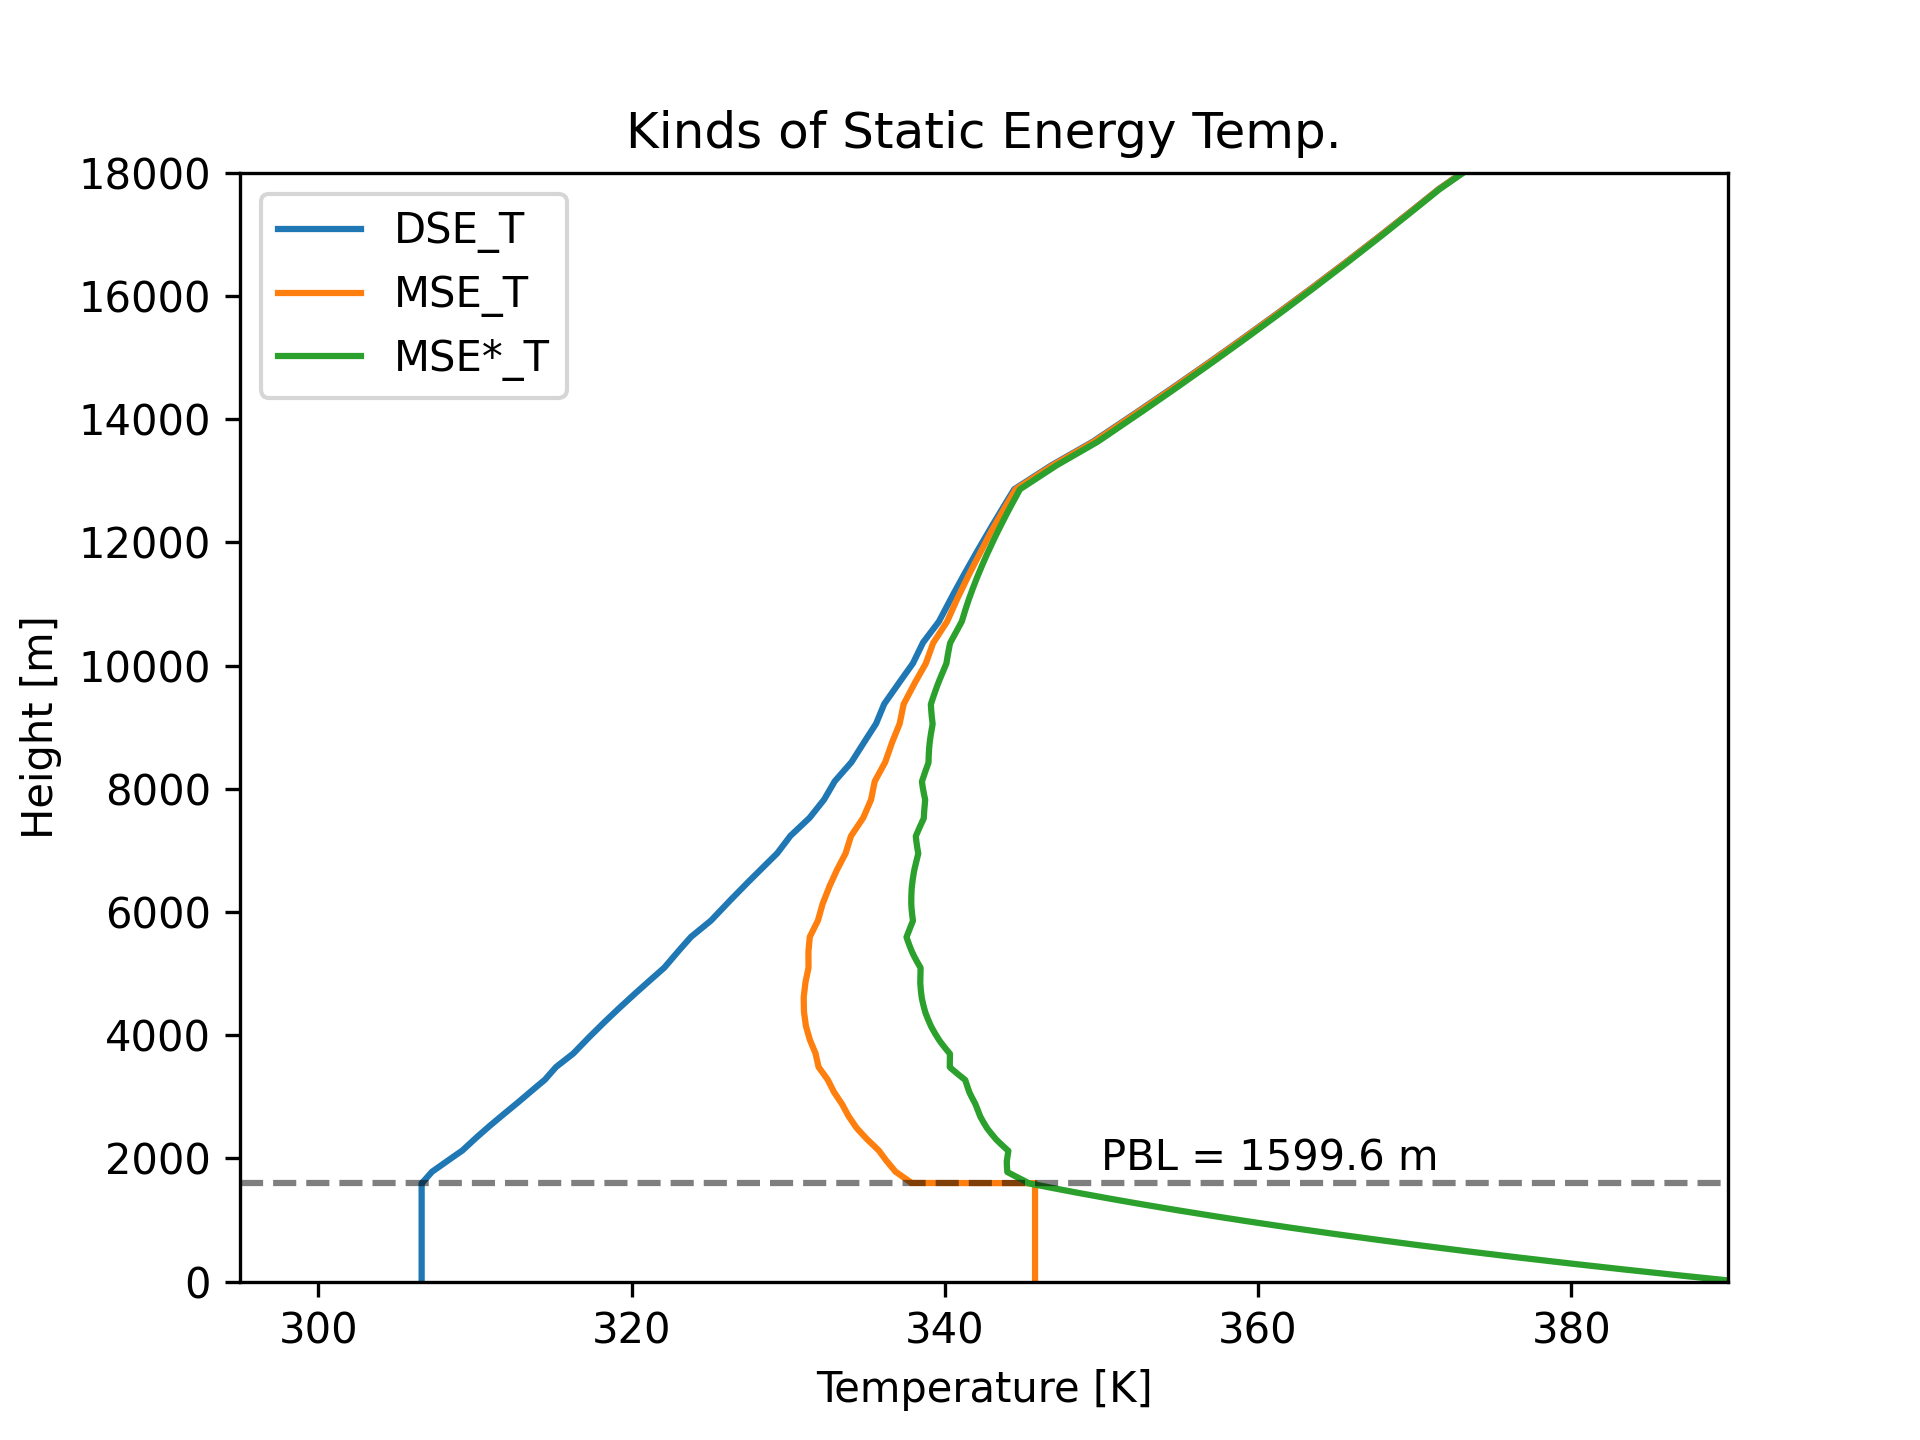 Kinds of Static Energy Temp.
DSE_T
MSE_T
MSE*_T
18000
16000
14000
12000
10000
8000
6000
4000
2000
0
Height [m]
PBL = 1599.6 m
300
320
340
360
380
Temperature [K]